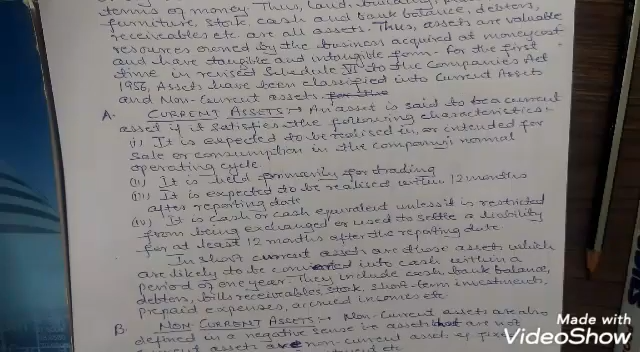 terms of money. Thus, land, building,
furniture, stock, cash and bank balance, debtors,
receivables etc. are all assets. Thus, assets are valuable
resources owned by the business acquired at money cost
and have tangible and intangible form. For the first
time in revised Schedule VI to the Companies Act
1956, Assets have been classified into Current Assets
and Non-Current assets.
A- CURRENT ASSETS:→ An asset is said to be a current
asset if it satisfies the following characteristics-
(i) It is expected to be realised in, or intended for
sale or consumption in the company's normal
operating cycle
(ii) It is held primarily for trading
(iii) It is expected to be realised within 12 months
after reporting date
(iv) It is cash or cash equivalent unless is restricted
from being exchanged or used to settle a liability
for at least 12 months after the reporting date
In short current assets are those assets which
are likely to be converted into cash within a
period of one year. They include cash, bank balance,
debtors, bills receivables, stock, short-term investments,
prepaid expenses, accrued incomes etc
B- NON-CURRENT ASSETS:→ Non-Current assets are also
defined in a negative sense i.e assets that are not
current assets are non-current asset
Made with
VideoShow